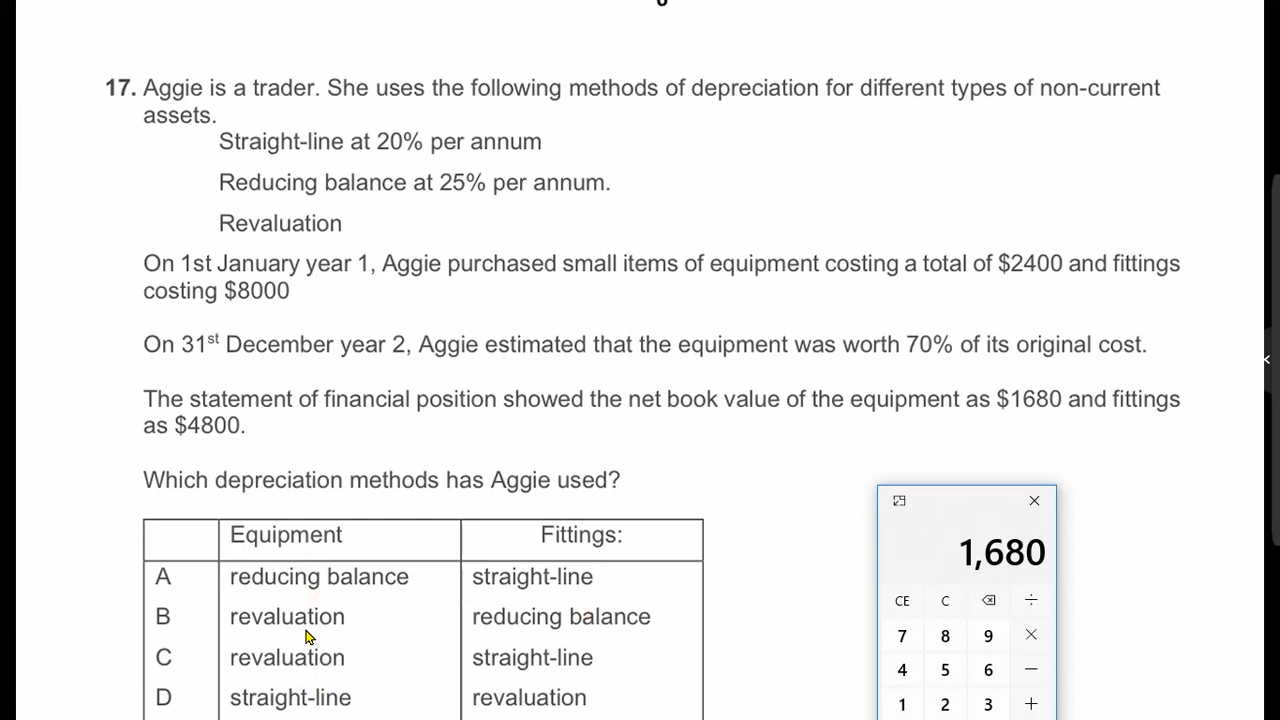 17. Aggie is a trader. She uses the following methods of depreciation for different types of non-current
assets.
Straight-line at 20% per annum
Reducing balance at 25% per annum.
Revaluation
On 1st January year 1, Aggie purchased small items of equipment costing a total of $2400 and fittings
costing $8000
On 31st December year 2, Aggie estimated that the equipment was worth 70% of its original cost.
The statement of financial position showed the net book value of the equipment as $1680 and fittings
as $4800.
Which depreciation methods has Aggie used?
Equipment Fittings:
A reducing balance straight-line
B revaluation reducing balance
C revaluation straight-line
D straight-line revaluation
1,680
CE C ⌫ ÷
7 8 9 ×
4 5 6 −
1 2 3 +